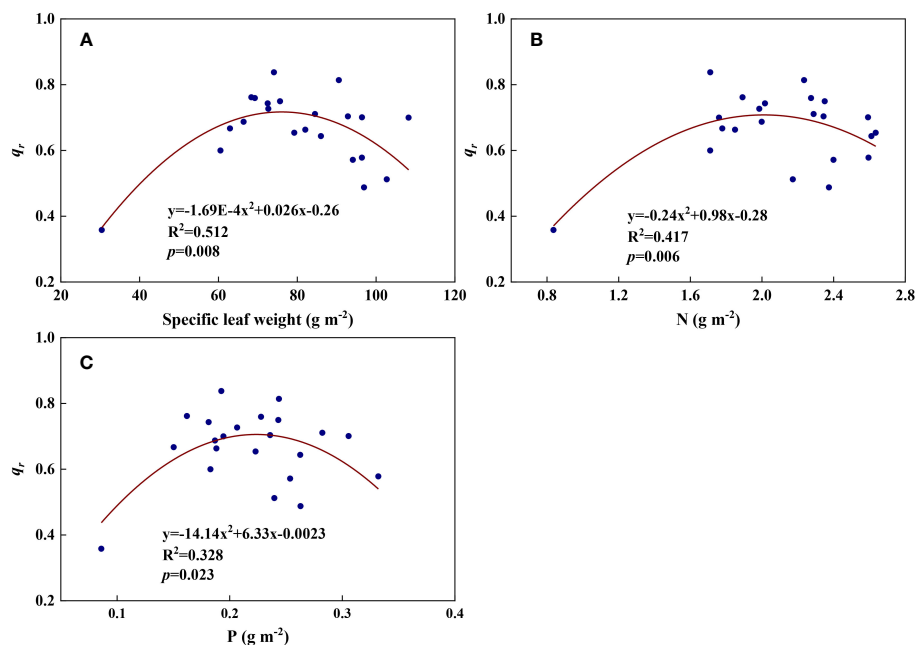 A
1.0
0.8
0.6
0.4
0.2
q_r
y=-1.69E-4x²+0.026x-0.26
R²=0.512
p=0.008
20 40 60 80 100 120
Specific leaf weight (g m⁻²)
B
1.0
0.8
0.6
0.4
0.2
q_r
y=-0.24x²+0.98x-0.28
R²=0.417
p=0.006
0.8 1.2 1.6 2.0 2.4 2.8
N (g m⁻²)
C
1.0
0.8
0.6
0.4
0.2
q_r
y=-14.14x²+6.33x-0.0023
R²=0.328
p=0.023
0.1 0.2 0.3 0.4
P (g m⁻²)